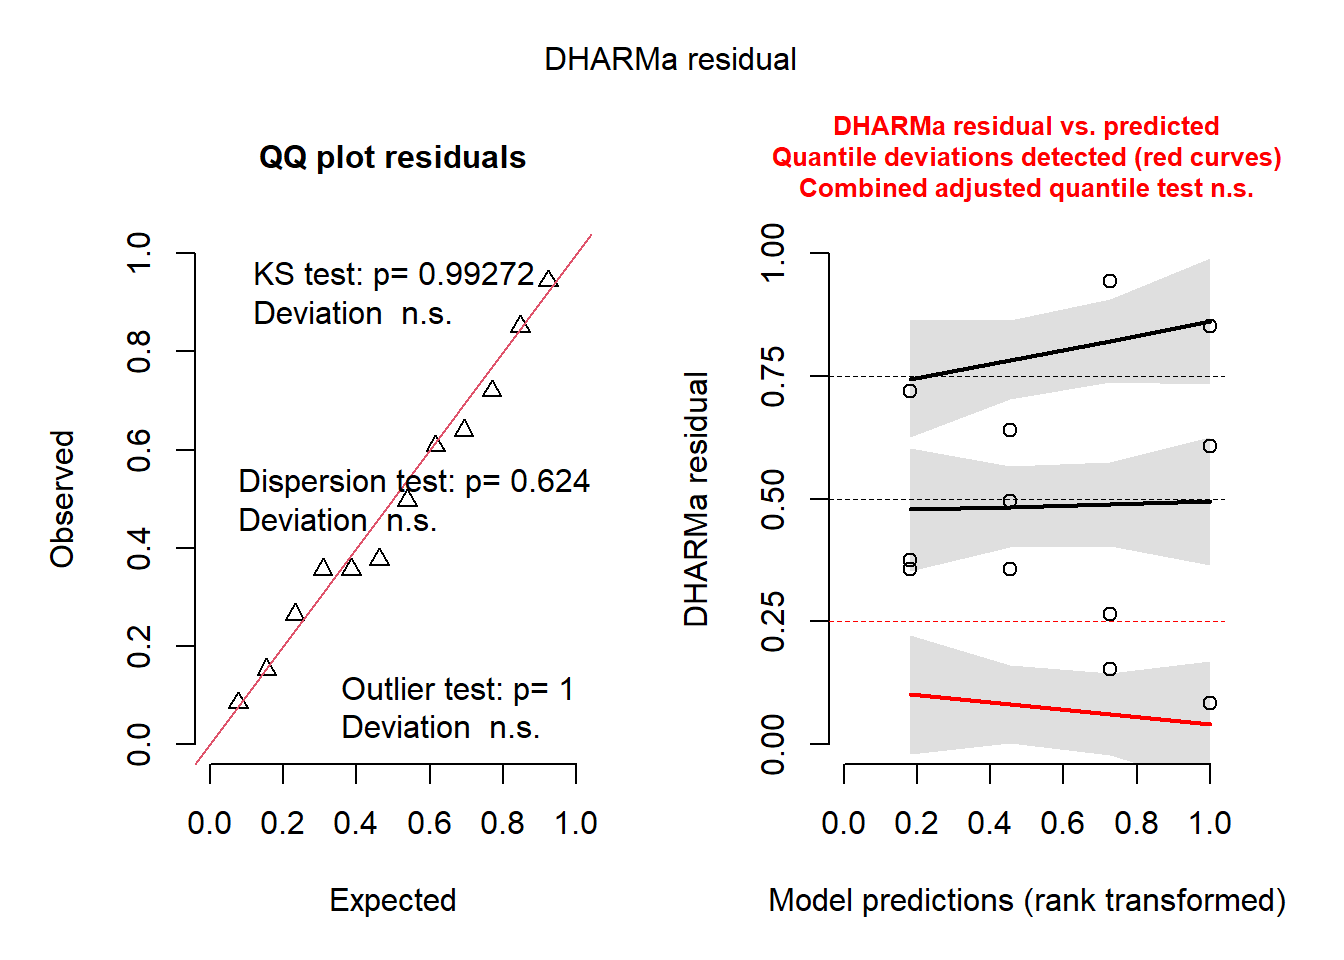 DHARMa residual
QQ plot residuals
KS test: p= 0.99272
Deviation  n.s.
Dispersion test: p= 0.624
Deviation  n.s.
Outlier test: p= 1
Deviation  n.s.
Observed
0.0 0.2 0.4 0.6 0.8 1.0
0.0 0.2 0.4 0.6 0.8 1.0
Expected
DHARMa residual vs. predicted
Quantile deviations detected (red curves)
Combined adjusted quantile test n.s.
DHARMa residual
0.00 0.25 0.50 0.75 1.00
0.0 0.2 0.4 0.6 0.8 1.0
Model predictions (rank transformed)